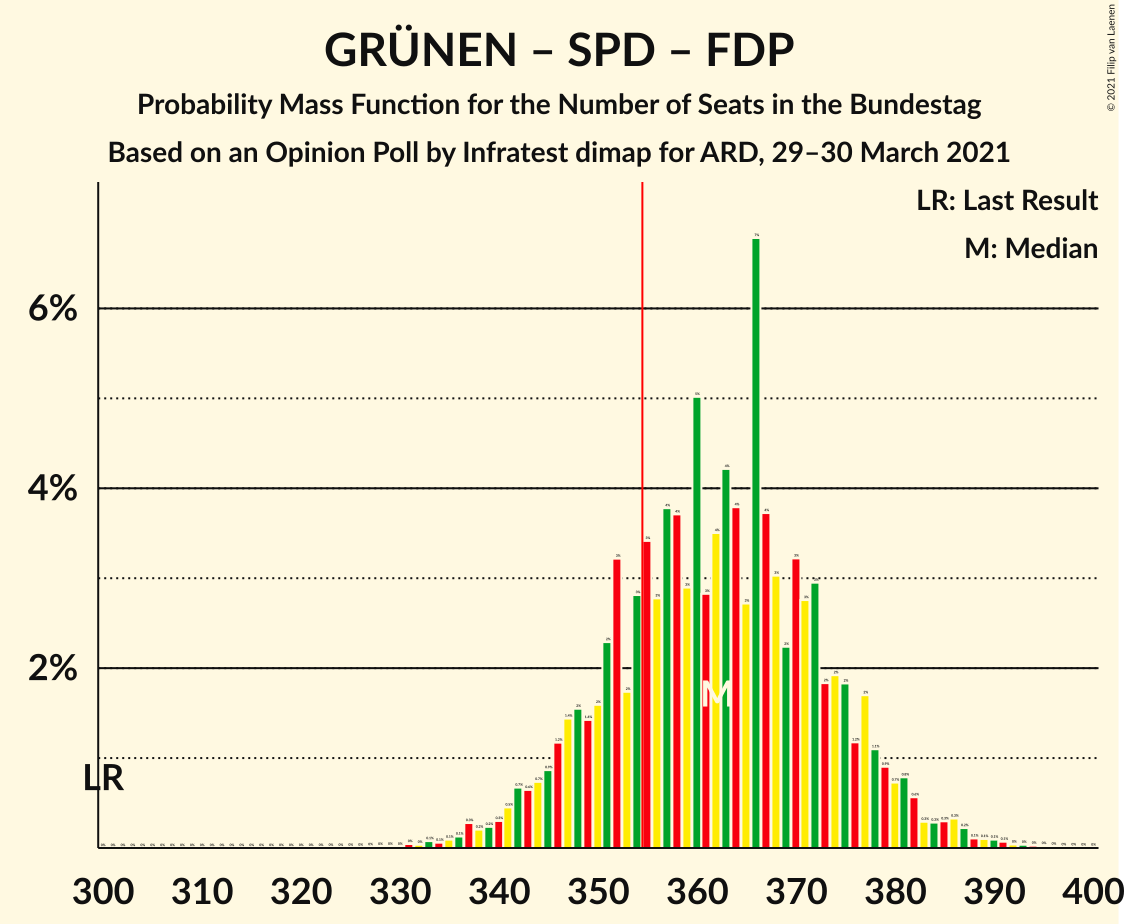 GRÜNEN – SPD – FDP
Probability Mass Function for the Number of Seats in the Bundestag
Based on an Opinion Poll by Infratest dimap for ARD, 29–30 March 2021
© 2021 Filip van Laenen
LR: Last Result
M: Median
6%
4%
2%
M
LR
300 310 320 330 340 350 360 370 380 390 400